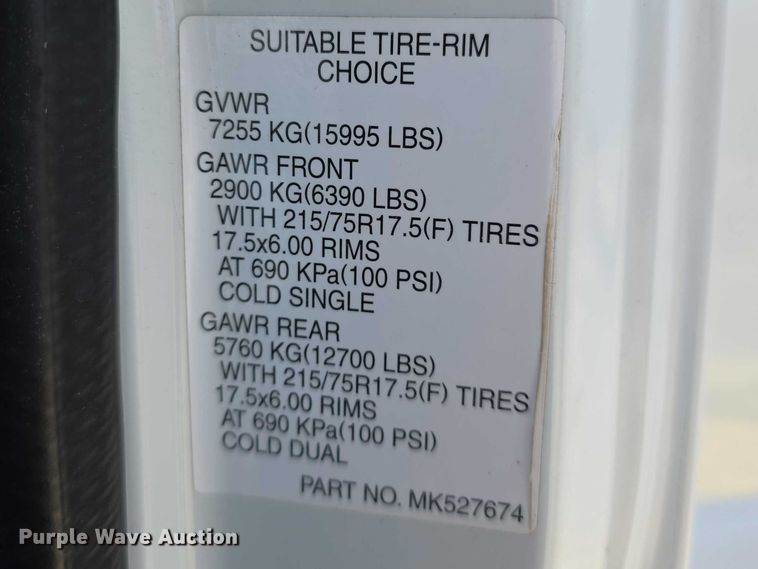 SUITABLE TIRE-RIM
CHOICE
GVWR
7255 KG(15995 LBS)
GAWR FRONT
2900 KG(6390 LBS)
WITH 215/75R17.5(F) TIRES
17.5x6.00 RIMS
AT 690 KPa(100 PSI)
COLD SINGLE
GAWR REAR
5760 KG(12700 LBS)
WITH 215/75R17.5(F) TIRES
17.5x6.00 RIMS
AT 690 KPa(100 PSI)
COLD DUAL
PART NO. MK527674
Purple Wave Auction